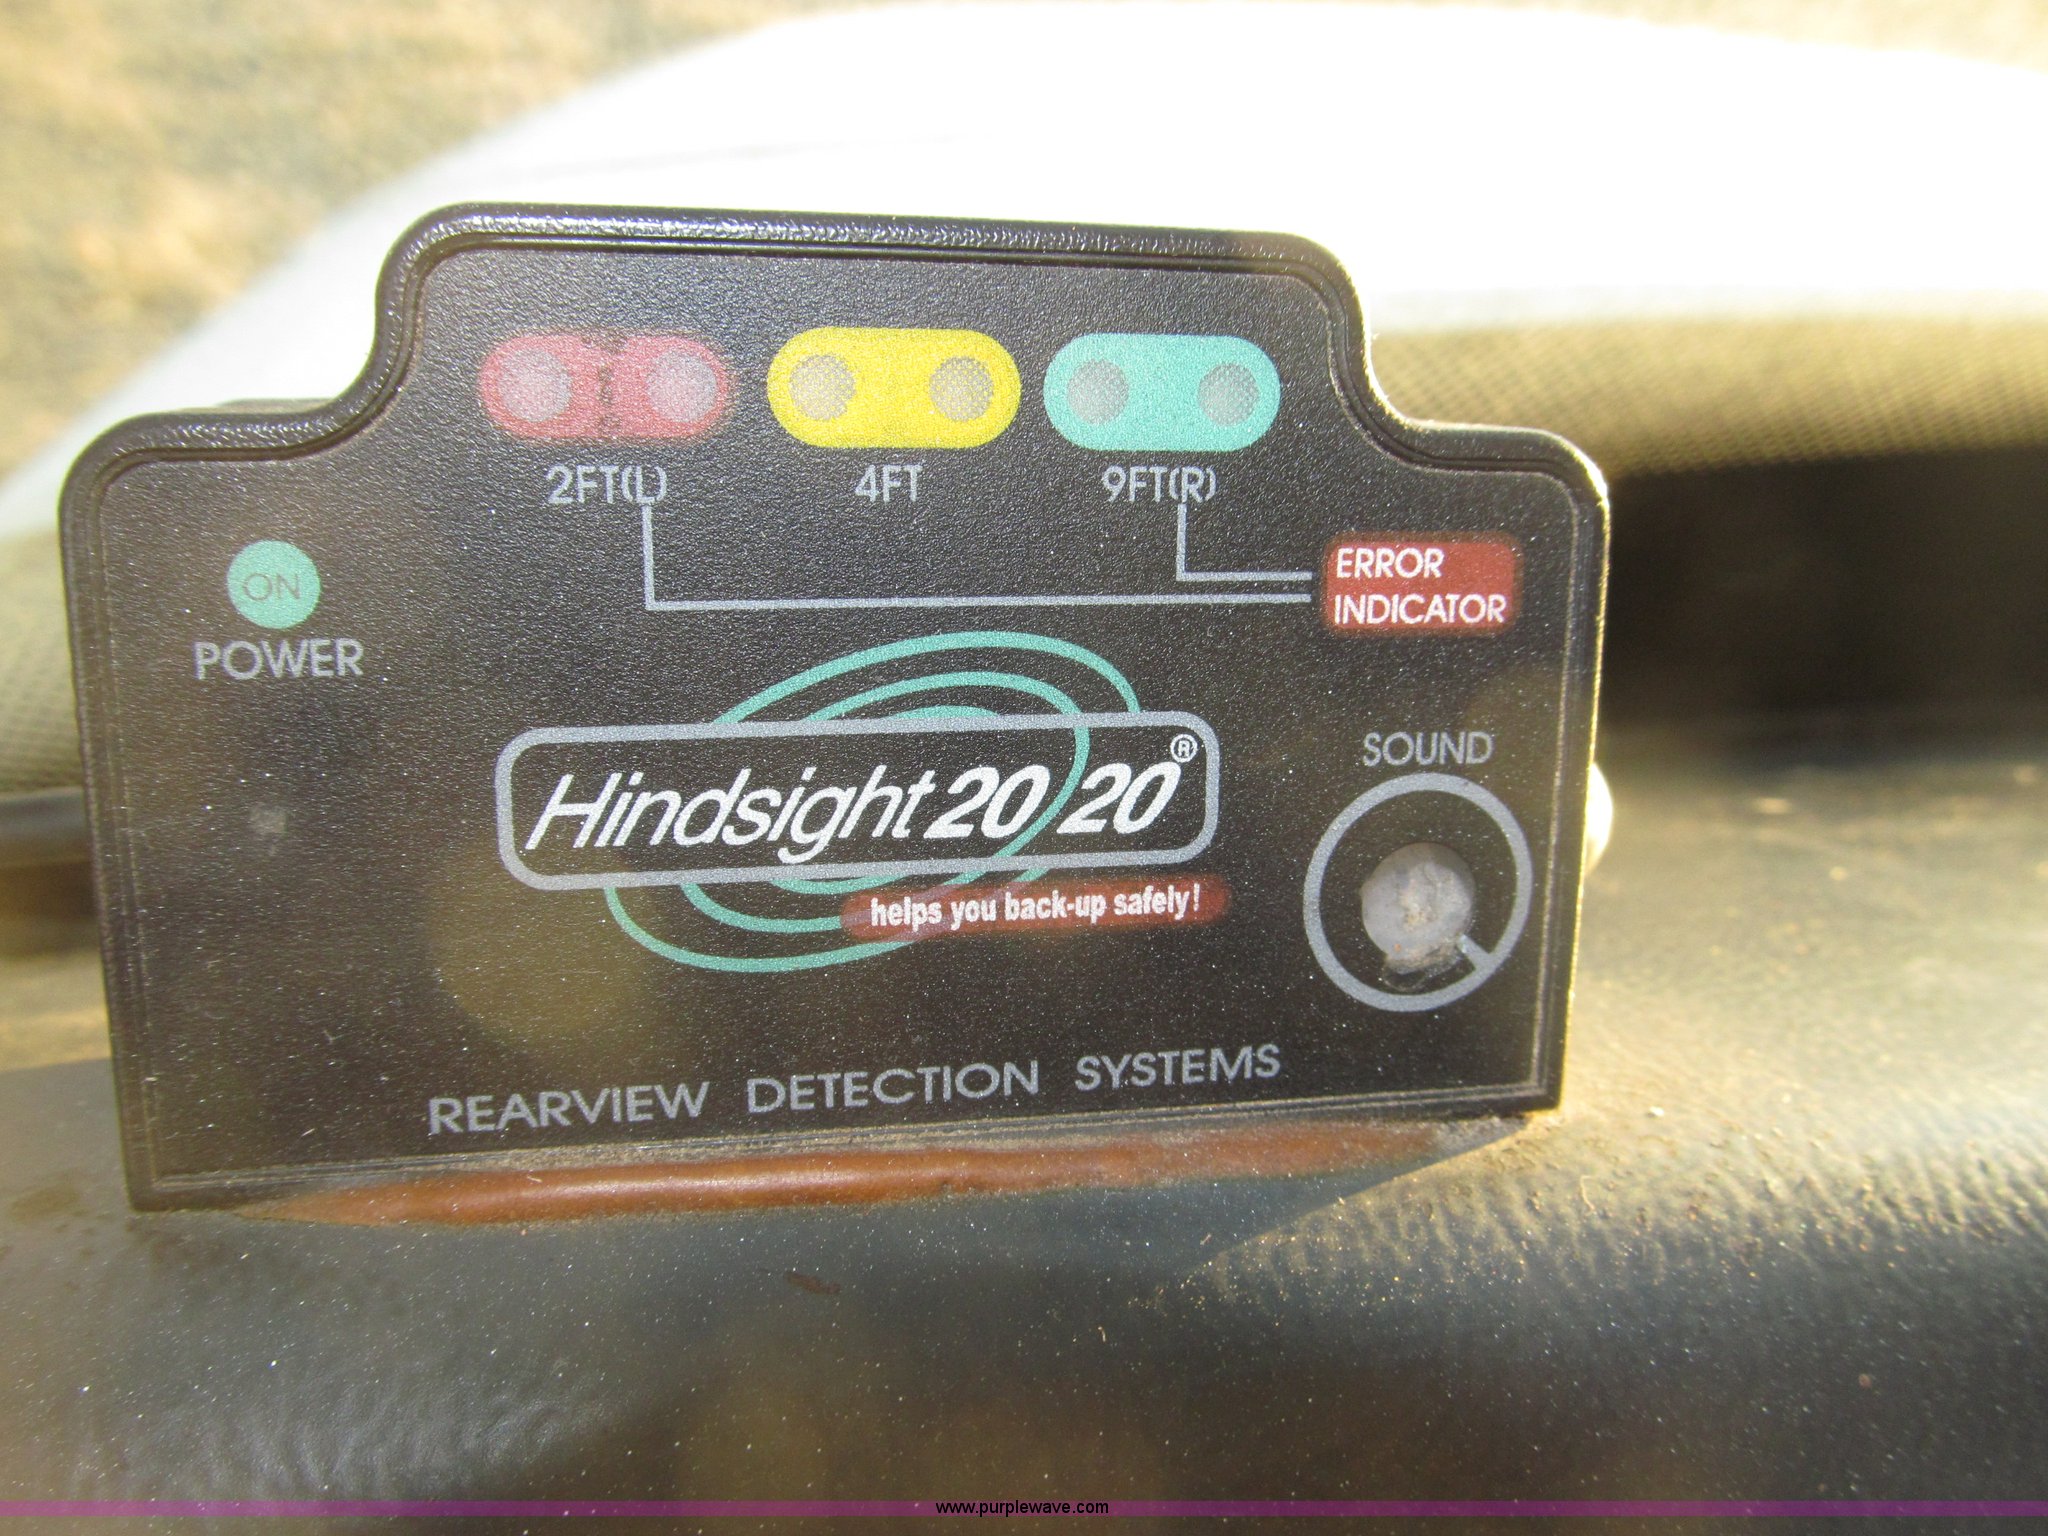 2FT(L) 4FT 9FT(R)
ERROR
INDICATOR
ON
POWER
SOUND
Hindsight 20 20®
helps you back-up safely!
REARVIEW DETECTION SYSTEMS
www.purplewave.com